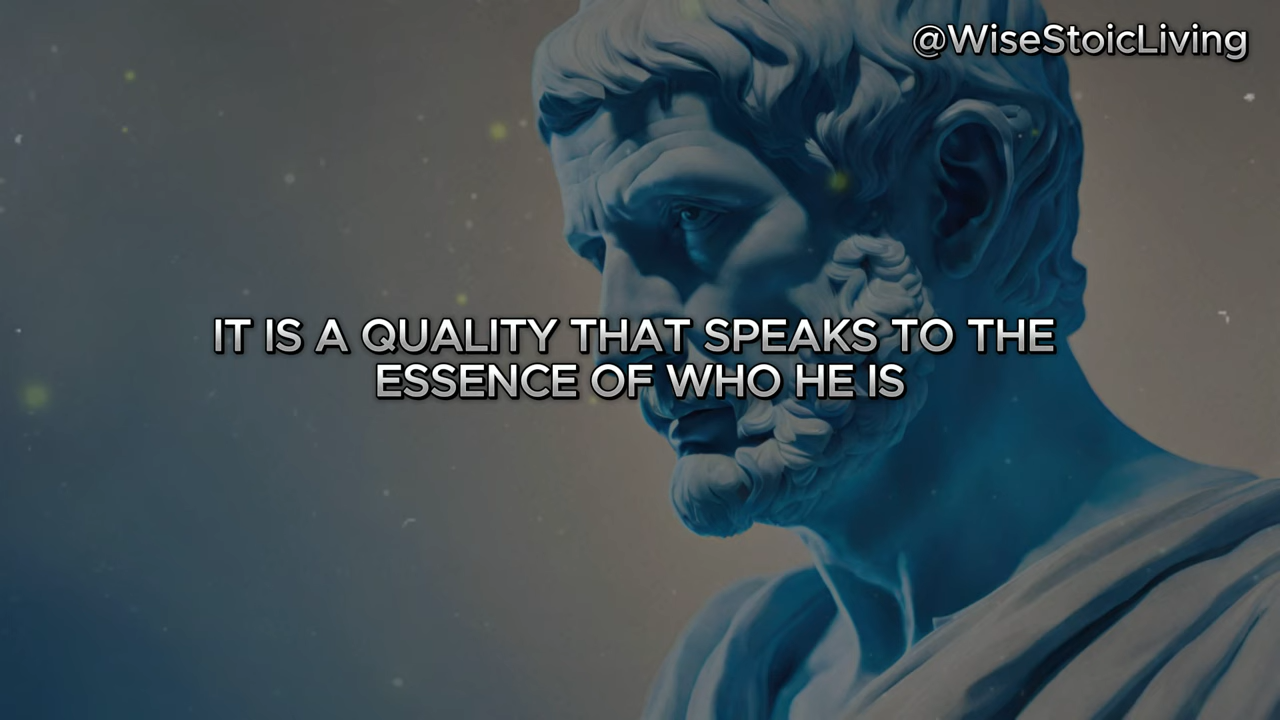 @WiseStoicLiving
IT IS A QUALITY THAT SPEAKS TO THE
ESSENCE OF WHO HE IS